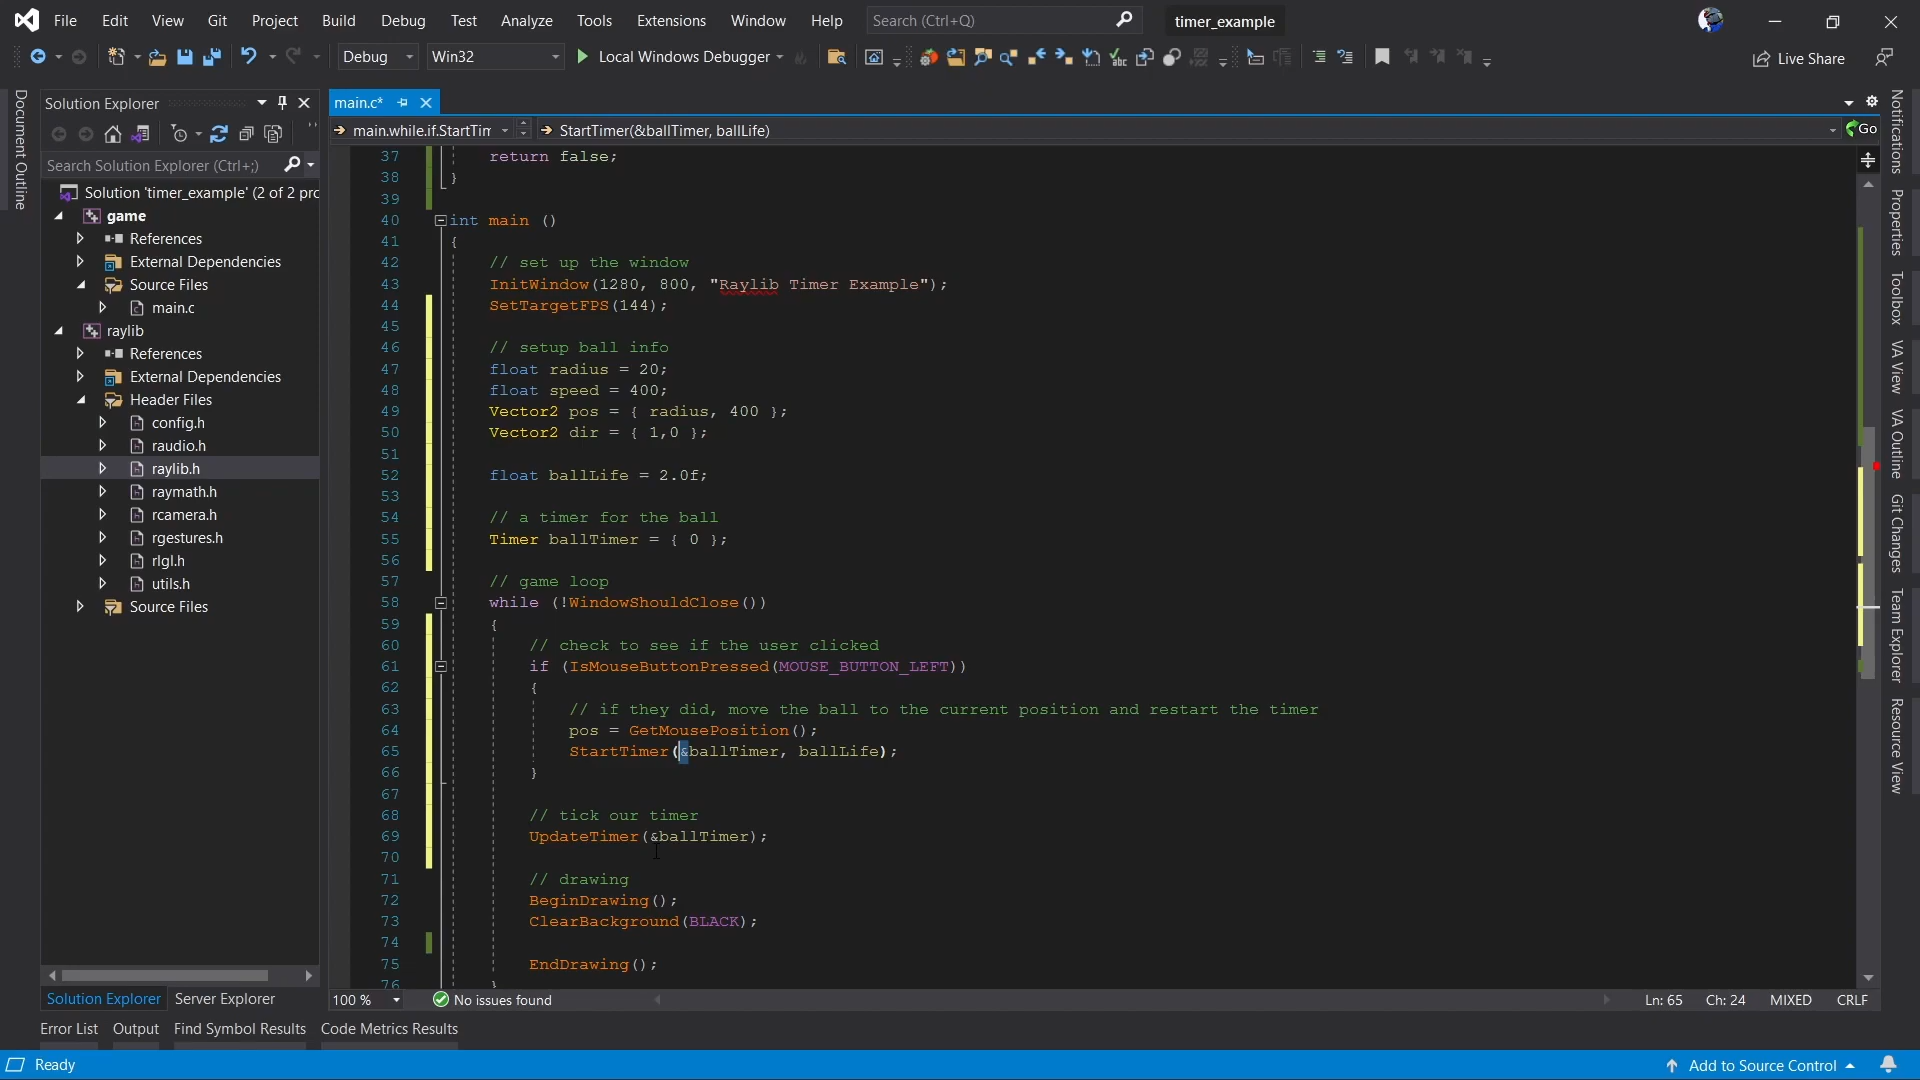 File Edit View Git Project Build Debug Test Analyze Tools Extensions Window Help Search (Ctrl+Q) timer_example
Debug Win32 Local Windows Debugger Live Share
Document Outline
Solution Explorer
Search Solution Explorer (Ctrl+;)
Solution 'timer_example' (2 of 2 pro
game
References
External Dependencies
Source Files
main.c
raylib
References
External Dependencies
Header Files
config.h
raudio.h
raylib.h
raymath.h
rcamera.h
rgestures.h
rlgl.h
utils.h
Source Files
Solution Explorer Server Explorer
main.c*
main.while.if.StartTim StartTimer(&ballTimer, ballLife) Go
37 return false;
38 }
39
40 int main ()
41 {
42 // set up the window
43 InitWindow(1280, 800, "Raylib Timer Example");
44 SetTargetFPS(144);
45
46 // setup ball info
47 float radius = 20;
48 float speed = 400;
49 Vector2 pos = { radius, 400 };
50 Vector2 dir = { 1,0 };
51
52 float ballLife = 2.0f;
53
54 // a timer for the ball
55 Timer ballTimer = { 0 };
56
57 // game loop
58 while (!WindowShouldClose())
59 {
60 // check to see if the user clicked
61 if (IsMouseButtonPressed(MOUSE_BUTTON_LEFT))
62 {
63 // if they did, move the ball to the current position and restart the timer
64 pos = GetMousePosition();
65 StartTimer(&ballTimer, ballLife);
66 }
67
68 // tick our timer
69 UpdateTimer(&ballTimer);
70
71 // drawing
72 BeginDrawing();
73 ClearBackground(BLACK);
74
75 EndDrawing();
76 }
100 % No issues found Ln: 65 Ch: 24 MIXED CRLF
Notifications
Properties
Toolbox
VA View
VA Outline
Git Changes
Team Explorer
Resource View
Error List Output Find Symbol Results Code Metrics Results
Ready Add to Source Control